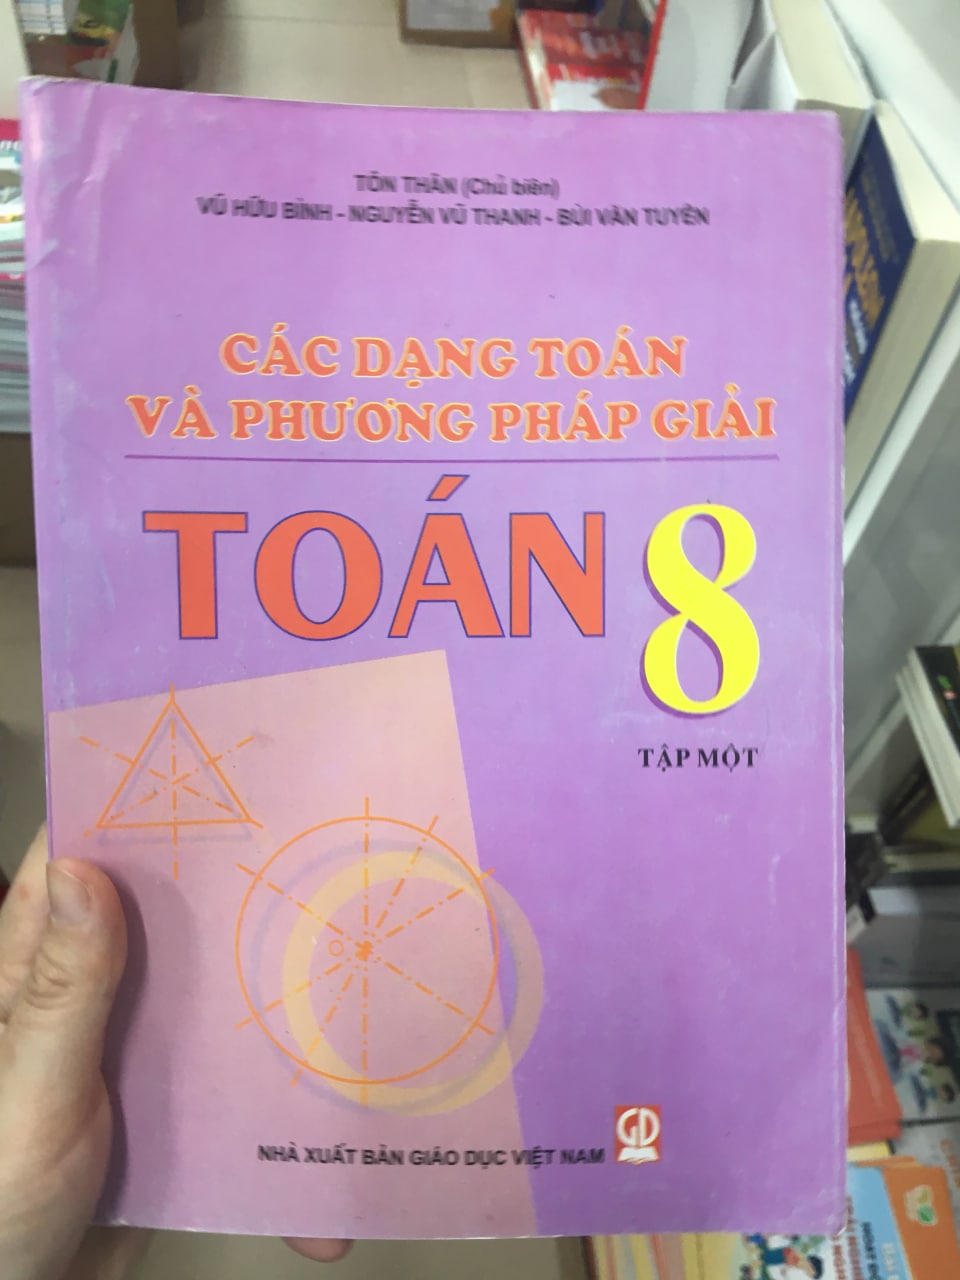 TÔN THÂN (Chủ biên)
VŨ HỮU BÌNH - NGUYỄN VŨ THANH - BÙI VĂN TUYÊN
CÁC DẠNG TOÁN
VÀ PHƯƠNG PHÁP GIẢI
TOÁN 8
TẬP MỘT
O
NHÀ XUẤT BẢN GIÁO DỤC VIỆT NAM
GD